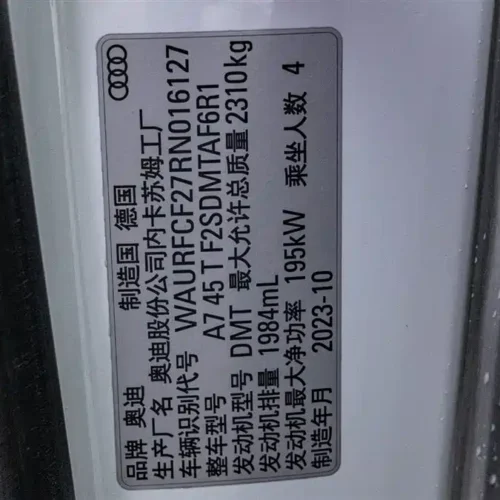 品牌 奥迪 制造国 德国
生产厂名 奥迪股份公司内卡苏姆工厂
车辆识别代号 WAURFCF27RN016127
整车型号 A7 45 T F2SDMTAF6R1
发动机型号 DMT 最大允许总质量 2310kg
发动机排量 1984mL
发动机最大净功率 195kW 乘坐人数 4
制造年月 2023-10